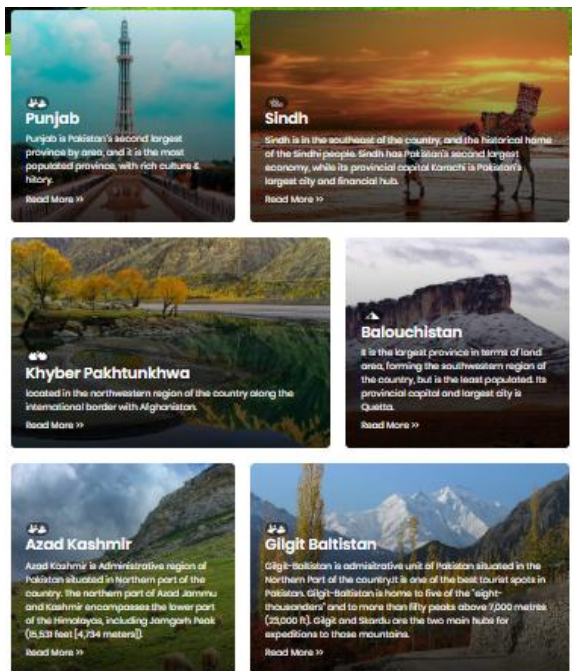 Punjab
Punjab is Pakistan's second largest
province by area, and it is the most
populated province, with rich culture &
hitory.
Read More »
Sindh
Sindh is in the southeast of the country, and the historical home
of the Sindhi people. Sindh has Pakistan's second largest
economy, while its provincial capital Karachi is Pakistan's
largest city and financial hub.
Read More »
Khyber Pakhtunkhwa
located in the northwestern region of the country along the
international border with Afghanistan.
Read More »
Balouchistan
It is the largest province in terms of land
area, forming the southwestern region of
the country, but is the least populated. Its
provincial capital and largest city is
Quetta.
Read More »
Azad Kashmir
Azad Kashmir is Administrative region of
Pakistan situated in Northern part of the
country. The northern part of Azad Jammu
and Kashmir encompasses the lower part
of the Himalayas, including Jamgarh Peak
(15,531 feet [4,734 meters]).
Read More »
Gilgit Baltistan
Gilgit-Baltistan is admisitrative unit of Pakistan situated in the
Northern Part of the country.It is one of the best tourist spots in
Pakistan. Gilgit-Baltistan is home to five of the "eight-
thousanders" and to more than fifty peaks above 7,000 metres
(23,000 ft). Gilgit and Skardu are the two main hubs for
expeditions to those mountains.
Read More »